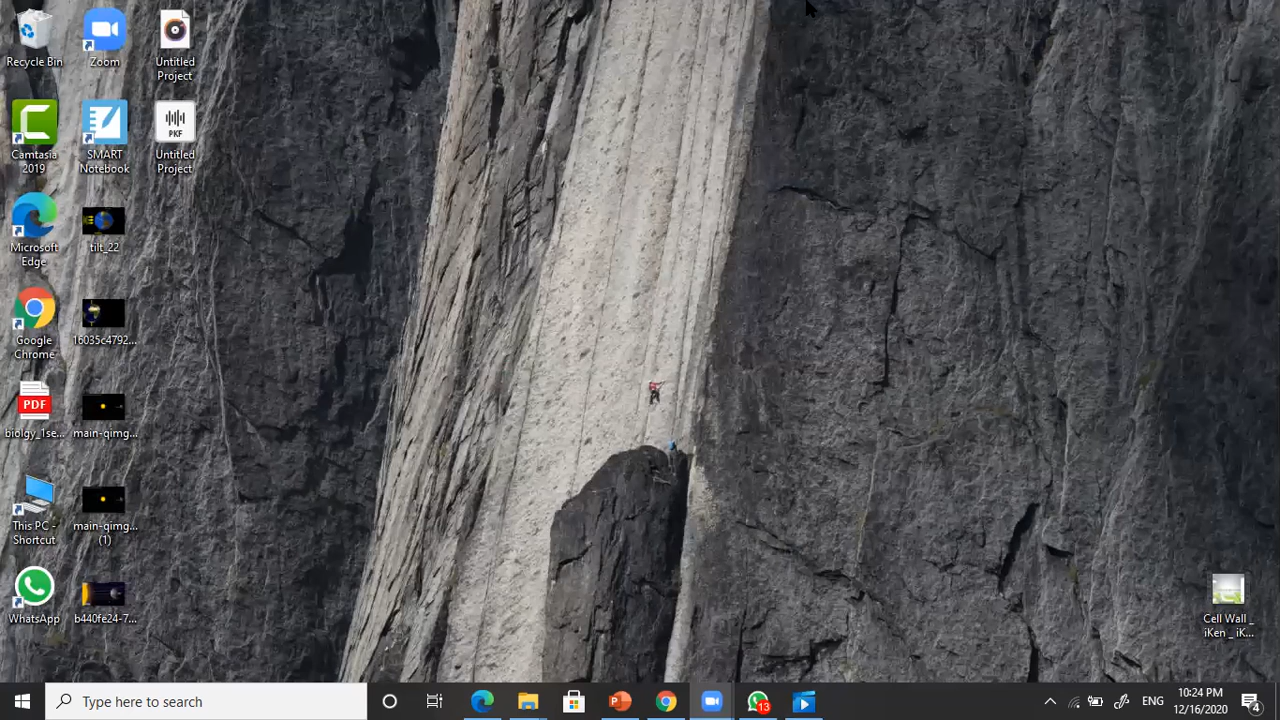 Recycle Bin
Zoom
Untitled
Project
PKF
Camtasia
2019
SMART
Notebook
Untitled
Project
Microsoft
Edge
tilt_22
Google
Chrome
16035c4792...
PDF
biolgy_1se...
main-qimg...
This PC -
Shortcut
main-qimg...
(1)
WhatsApp
b440fe24-7...
Cell Wall _
iKen _ iK...
Type here to search
13
ENG
10:24 PM
12/16/2020
4